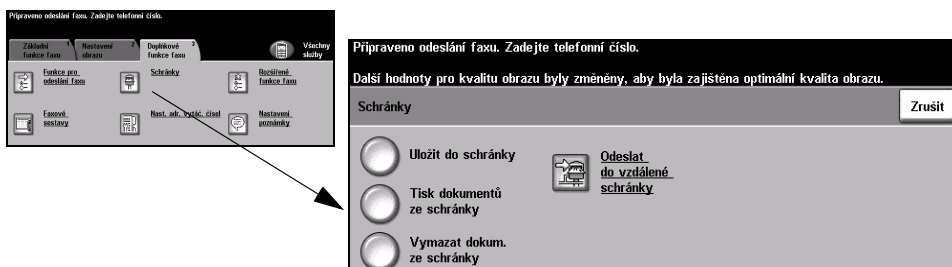 Připraveno odeslání faxu. Zadejte telefonní číslo.
Základní funkce faxu 1
Nastavení obrazu 2
Doplňkové funkce faxu 3
Všechny služby
Funkce pro odeslání faxu
Schránky
Rozšířené funkce faxu
Faxové sestavy
Nast. adr. vytáč. čísel
Nastavení poznámky
Připraveno odeslání faxu. Zadejte telefonní číslo.
Další hodnoty pro kvalitu obrazu byly změněny, aby byla zajištěna optimální kvalita obrazu.
Schránky
Zrušit
Uložit do schránky
Odeslat
do vzdálené
schránky
Tisk dokumentů
ze schránky
Vymazat dokum.
ze schránky